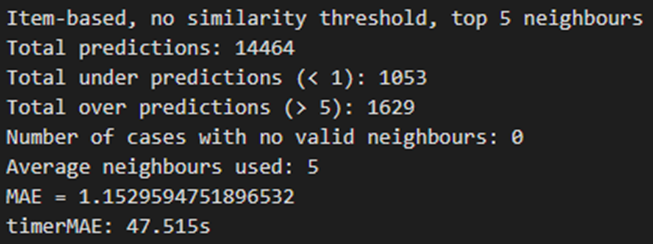 Item-based, no similarity threshold, top 5 neighbours
Total predictions: 14464
Total under predictions (< 1): 1053
Total over predictions (> 5): 1629
Number of cases with no valid neighbours: 0
Average neighbours used: 5
MAE = 1.1529594751896532
timerMAE: 47.515s